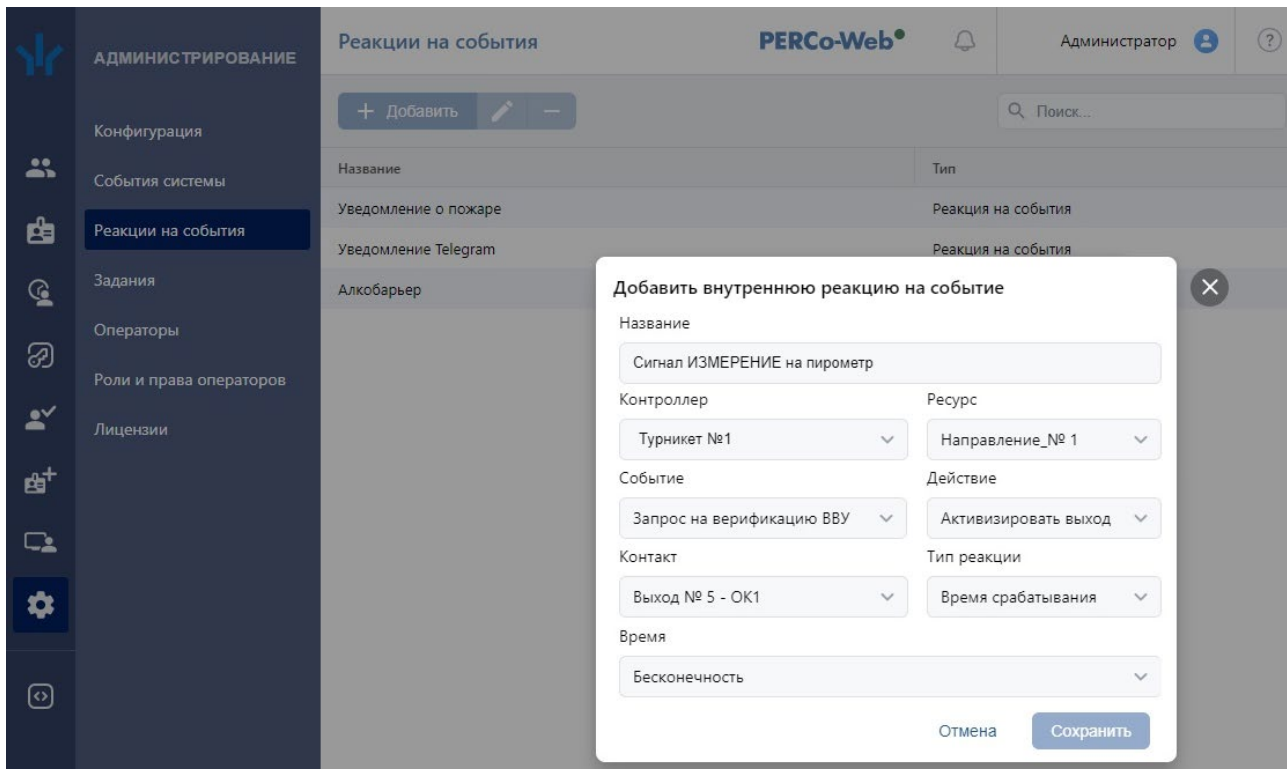 АДМИНИСТРИРОВАНИЕ
Конфигурация
События системы
Реакции на события
Задания
Операторы
Роли и права операторов
Лицензии
Реакции на события
PERCo-Web
Администратор
?
+ Добавить
Поиск...
Название Тип
Уведомление о пожаре Реакция на события
Уведомление Telegram Реакция на события
Алкобарьер
Добавить внутреннюю реакцию на событие
Название
Сигнал ИЗМЕРЕНИЕ на пирометр
Контроллер Ресурс
Турникет №1 Направление_№ 1
Событие Действие
Запрос на верификацию ВВУ Активизировать выход
Контакт Тип реакции
Выход № 5 - ОК1 Время срабатывания
Время
Бесконечность
Отмена Сохранить